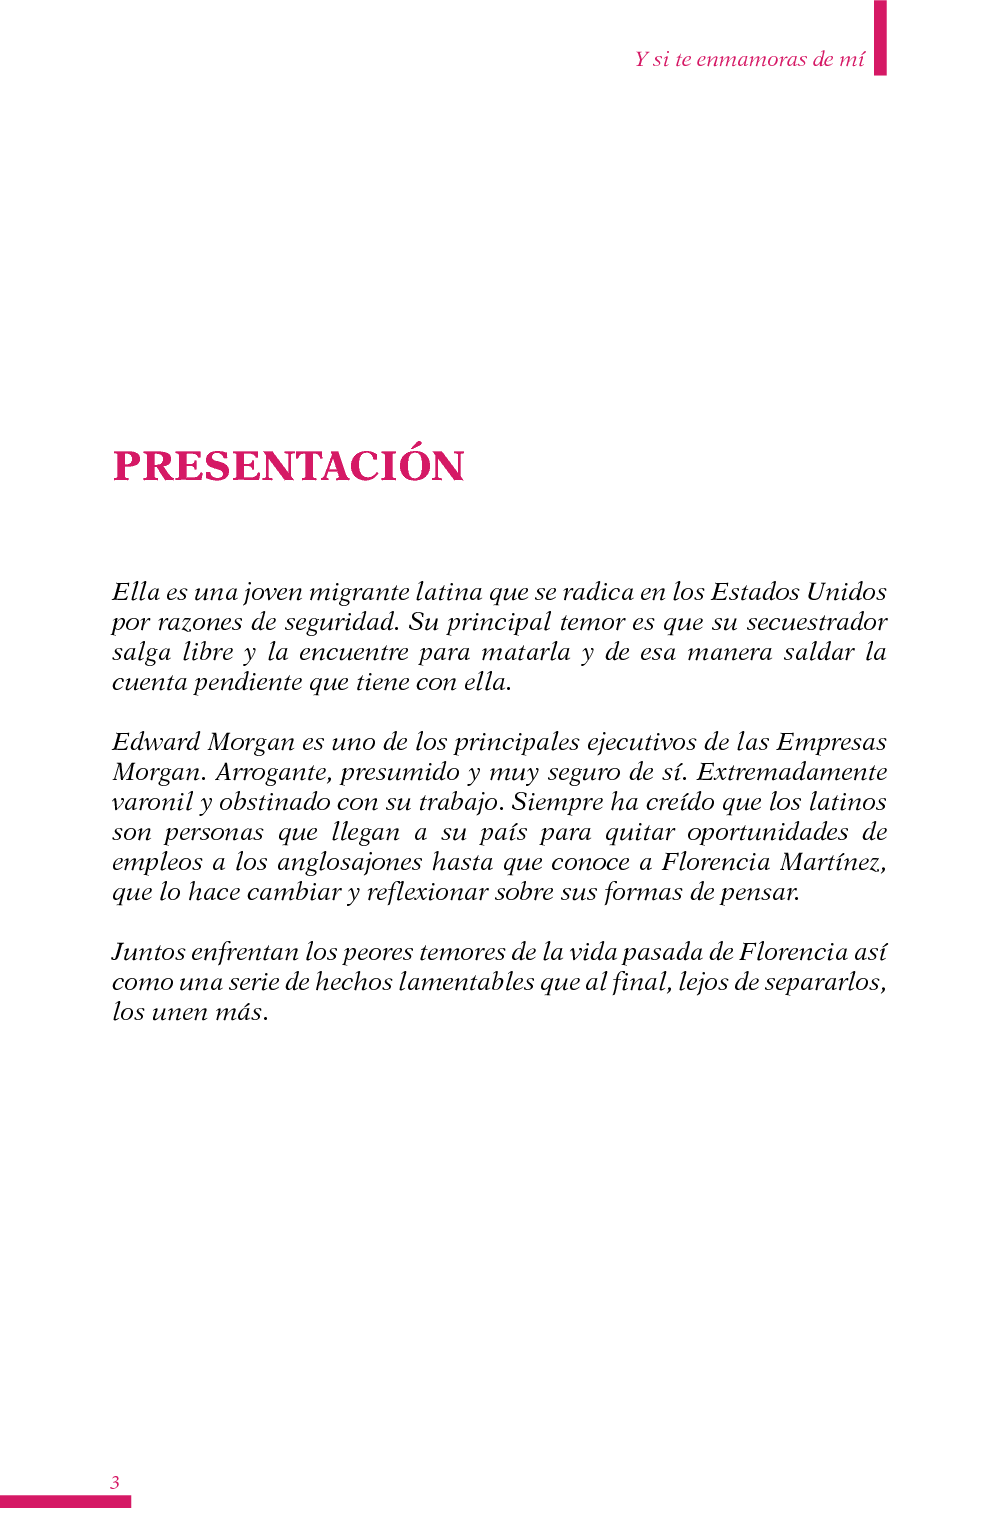 Y si te enmamoras de mí
PRESENTACIÓN
Ella es una joven migrante latina que se radica en los Estados Unidos
por razones de seguridad. Su principal temor es que su secuestrador
salga libre y la encuentre para matarla y de esa manera saldar la
cuenta pendiente que tiene con ella.
Edward Morgan es uno de los principales ejecutivos de las Empresas
Morgan. Arrogante, presumido y muy seguro de sí. Extremadamente
varonil y obstinado con su trabajo. Siempre ha creído que los latinos
son personas que llegan a su país para quitar oportunidades de
empleos a los anglosajones hasta que conoce a Florencia Martínez,
que lo hace cambiar y reflexionar sobre sus formas de pensar.
Juntos enfrentan los peores temores de la vida pasada de Florencia así
como una serie de hechos lamentables que al final, lejos de separarlos,
los unen más.
3